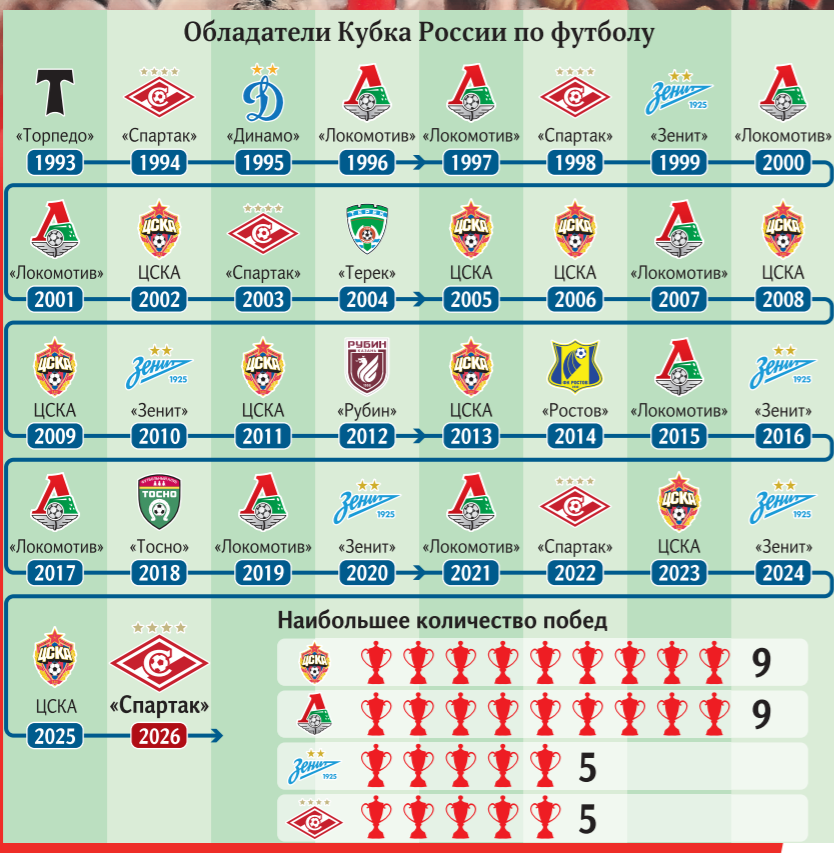 Обладатели Кубка России по футболу
«Торпедо» «Спартак» «Динамо» «Локомотив» «Локомотив» «Спартак» «Зенит» «Локомотив»
1993 1994 1995 1996 1997 1998 1999 2000
«Локомотив» ЦСКА «Спартак» «Терек» ЦСКА ЦСКА «Локомотив» ЦСКА
2001 2002 2003 2004 2005 2006 2007 2008
ЦСКА «Зенит» ЦСКА «Рубин» ЦСКА «Ростов» «Локомотив» «Зенит»
2009 2010 2011 2012 2013 2014 2015 2016
«Локомотив» «Тосно» «Локомотив» «Зенит» «Локомотив» «Спартак» ЦСКА «Зенит»
2017 2018 2019 2020 2021 2022 2023 2024
ЦСКА «Спартак»
2025 2026
Наибольшее количество побед
9
9
5
5